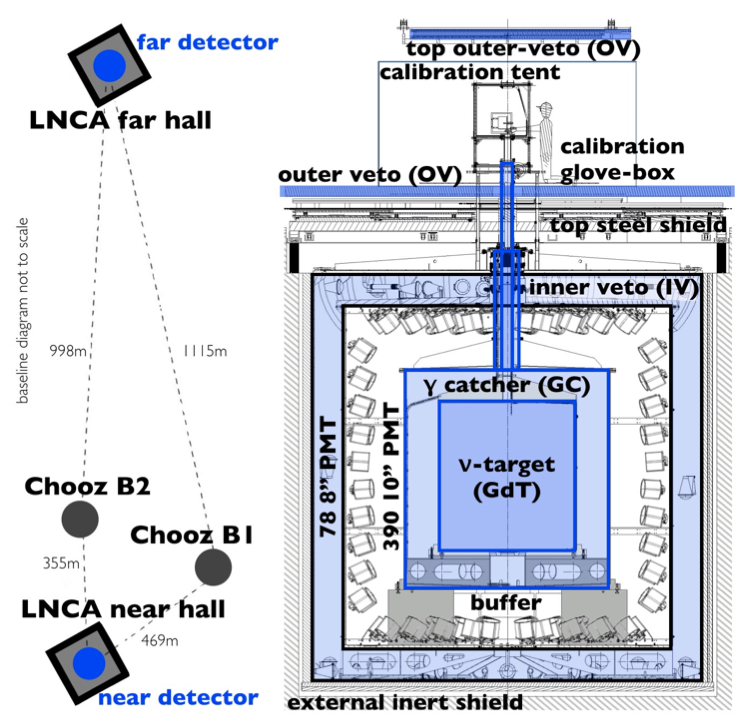 far detector
LNCA far hall
baseline diagram not to scale
998m
1115m
Chooz B2
Chooz B1
355m
LNCA near hall
469m
near detector
top outer-veto (OV)
calibration tent
calibration
glove-box
outer veto (OV)
top steel shield
inner veto (IV)
γ catcher (GC)
ν-target
(GdT)
78 8” PMT
390 10” PMT
buffer
external inert shield